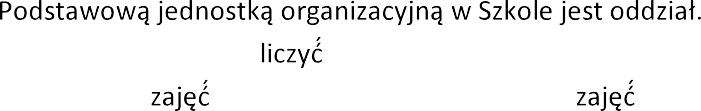 Podstawową jednostką organizacyjną w Szkole jest oddział.
liczyć
zajęć zajęć